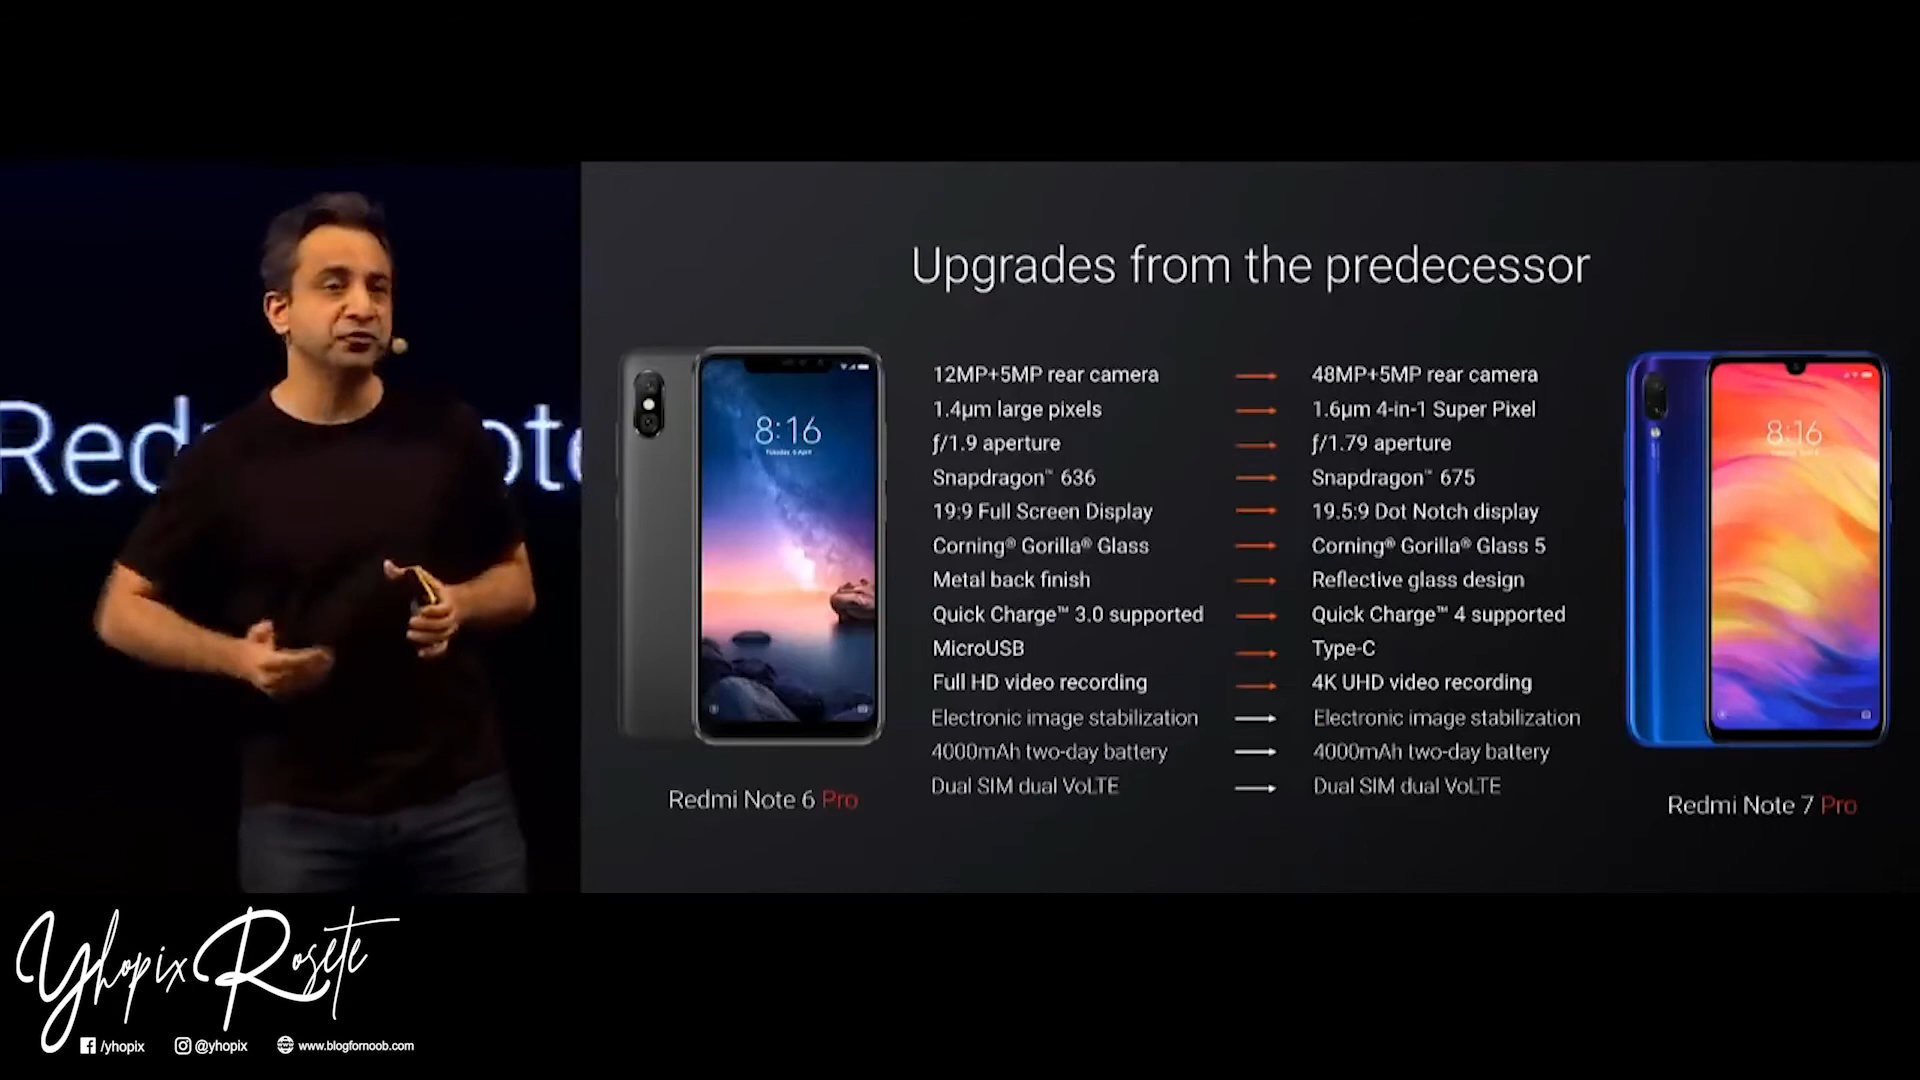 Upgrades from the predecessor
Red ote
12MP+5MP rear camera → 48MP+5MP rear camera
1.4µm large pixels → 1.6µm 4-in-1 Super Pixel
ƒ/1.9 aperture → ƒ/1.79 aperture
Snapdragon™ 636 → Snapdragon™ 675
19:9 Full Screen Display → 19.5:9 Dot Notch display
Corning® Gorilla® Glass → Corning® Gorilla® Glass 5
Metal back finish → Reflective glass design
Quick Charge™ 3.0 supported → Quick Charge™ 4 supported
MicroUSB → Type-C
Full HD video recording → 4K UHD video recording
Electronic image stabilization → Electronic image stabilization
4000mAh two-day battery → 4000mAh two-day battery
Dual SIM dual VoLTE → Dual SIM dual VoLTE
8:16
8:16
Redmi Note 6 Pro
Redmi Note 7 Pro
Yhopix Rosete
/yhopix @yhopix www.blogfornoob.com